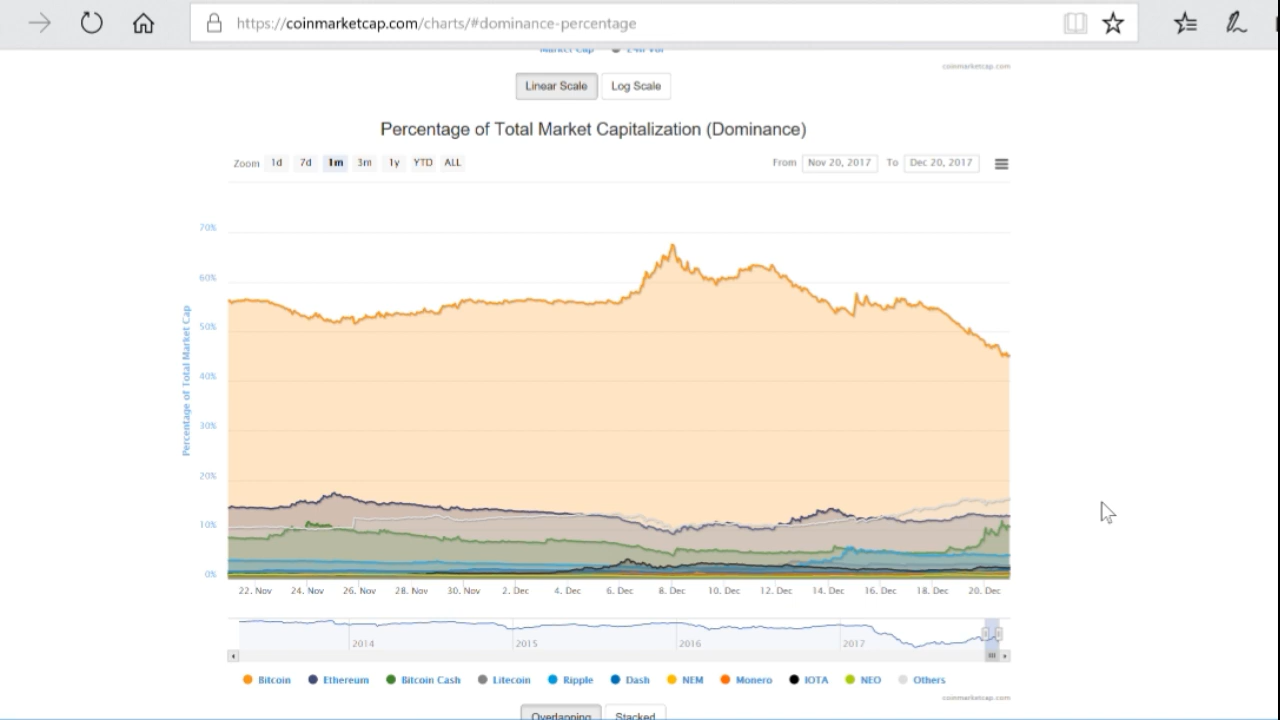 https://coinmarketcap.com/charts/#dominance-percentage
Market Cap 24h Vol
coinmarketcap.com
Linear Scale Log Scale
Percentage of Total Market Capitalization (Dominance)
Zoom 1d 7d 1m 3m 1y YTD ALL From Nov 20, 2017 To Dec 20, 2017
Percentage of Total Market Cap
70%
60%
50%
40%
30%
20%
10%
0%
22. Nov 24. Nov 26. Nov 28. Nov 30. Nov 2. Dec 4. Dec 6. Dec 8. Dec 10. Dec 12. Dec 14. Dec 16. Dec 18. Dec 20. Dec
2014 2015 2016 2017
Bitcoin Ethereum Bitcoin Cash Litecoin Ripple Dash NEM Monero IOTA NEO Others
coinmarketcap.com
Overlapping Stacked